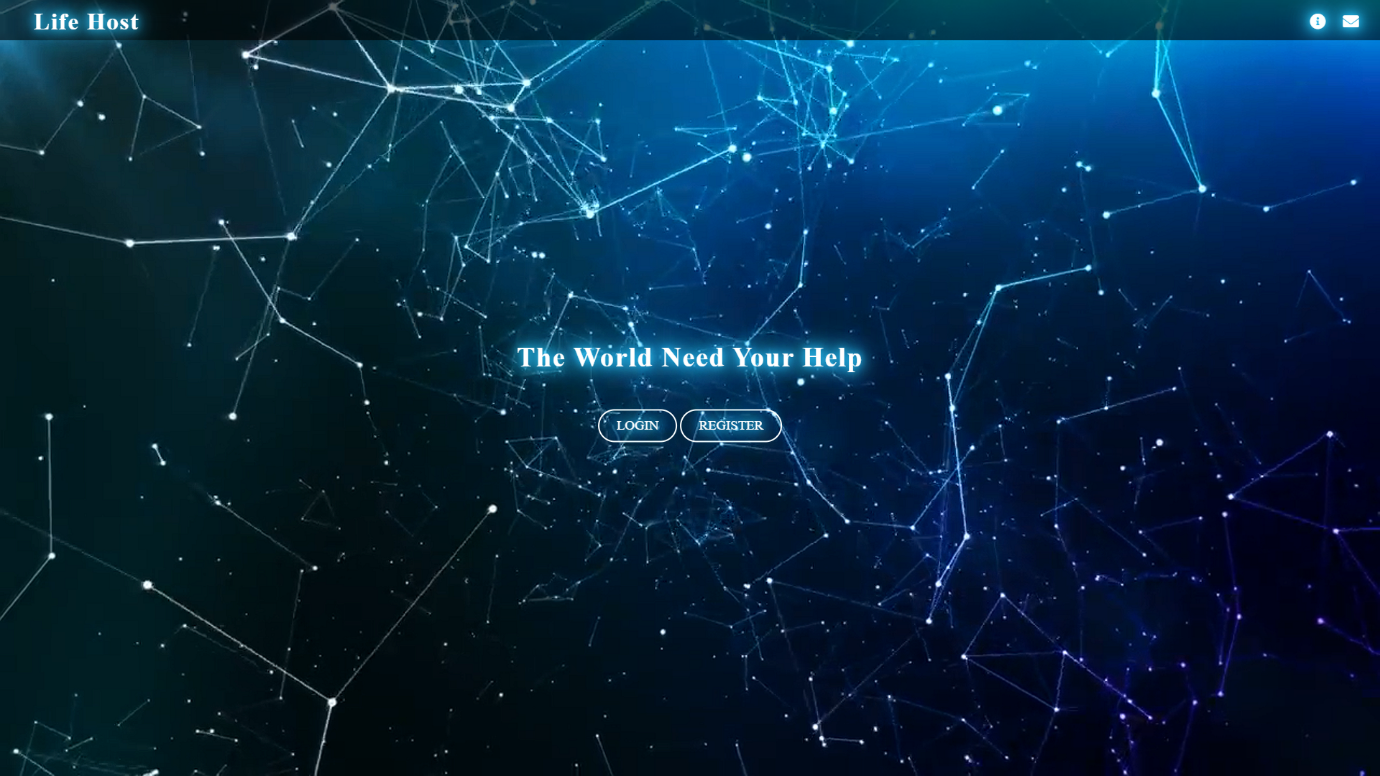 Life Host
The World Need Your Help
LOGIN REGISTER